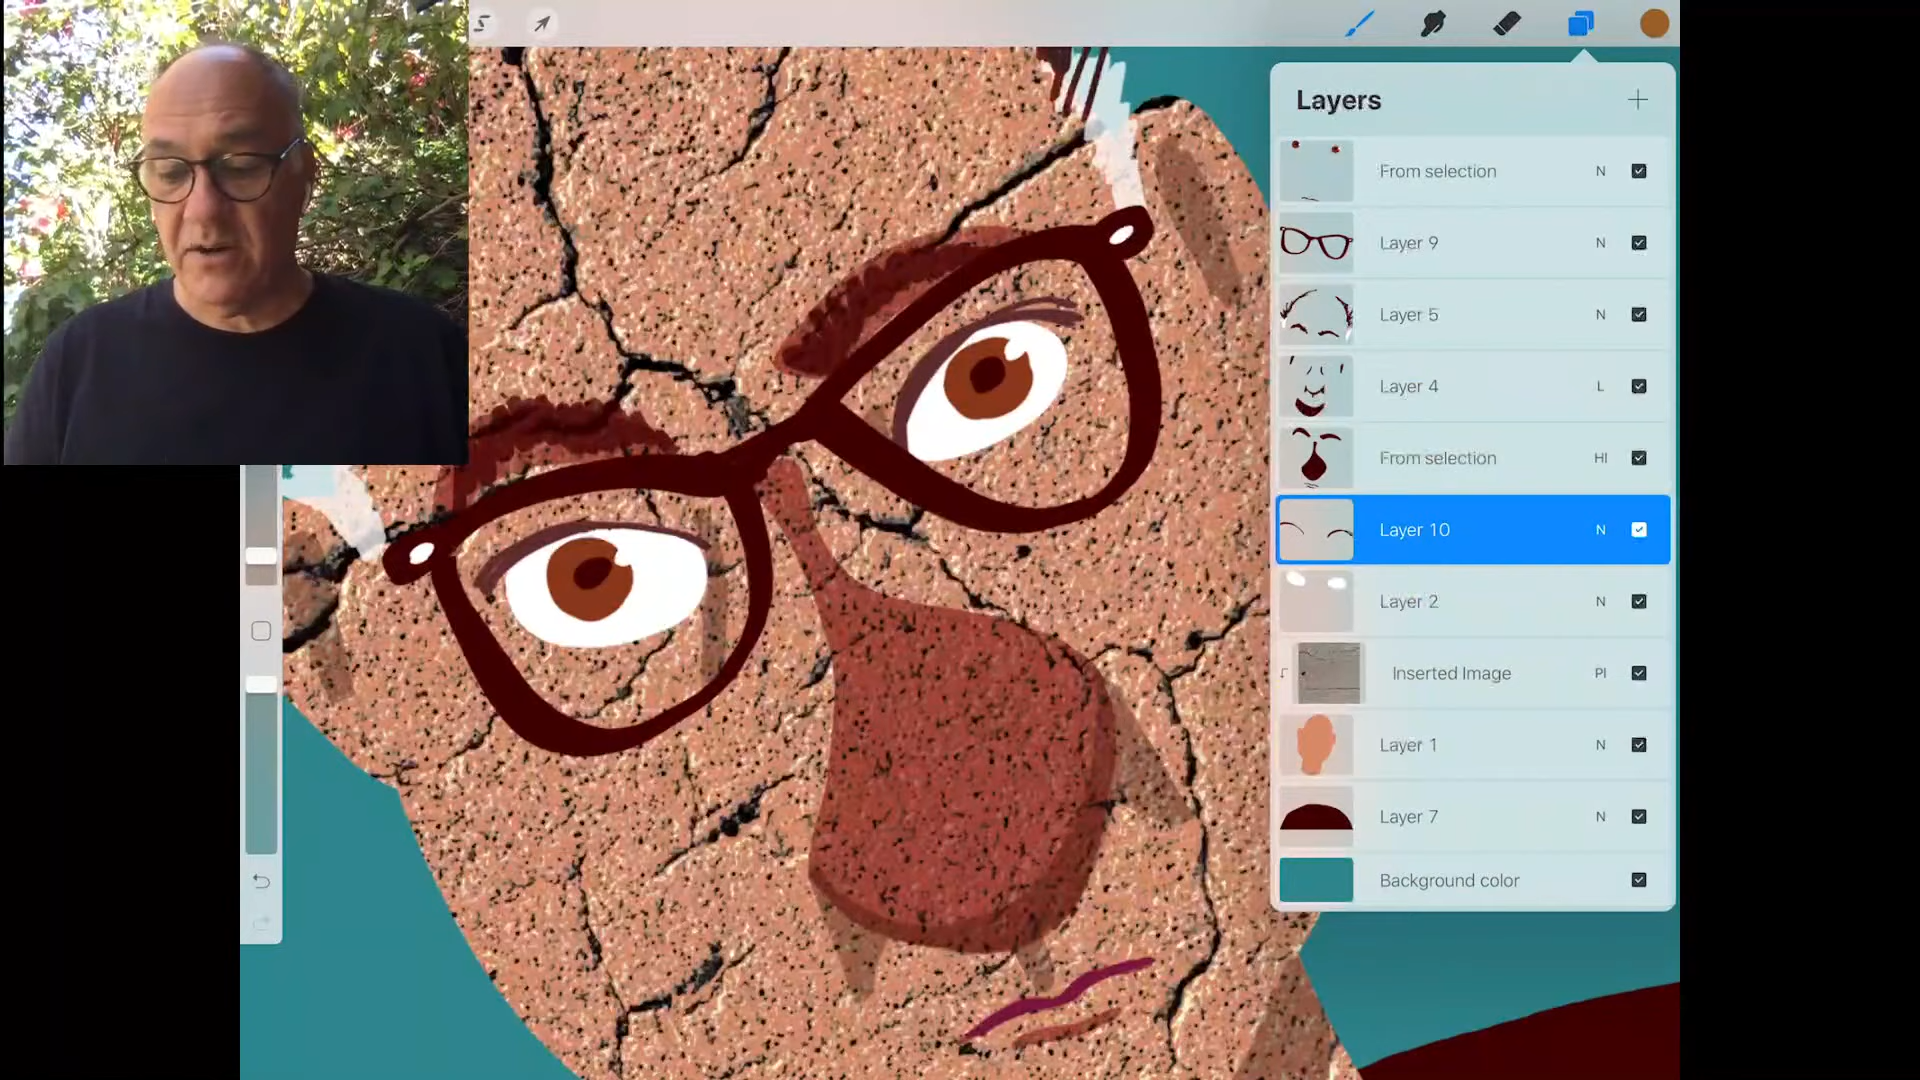 Layers
From selection N
Layer 9 N
Layer 5 N
Layer 4 L
From selection HI
Layer 10 N
Layer 2 N
Inserted Image PI
Layer 1 N
Layer 7 N
Background color